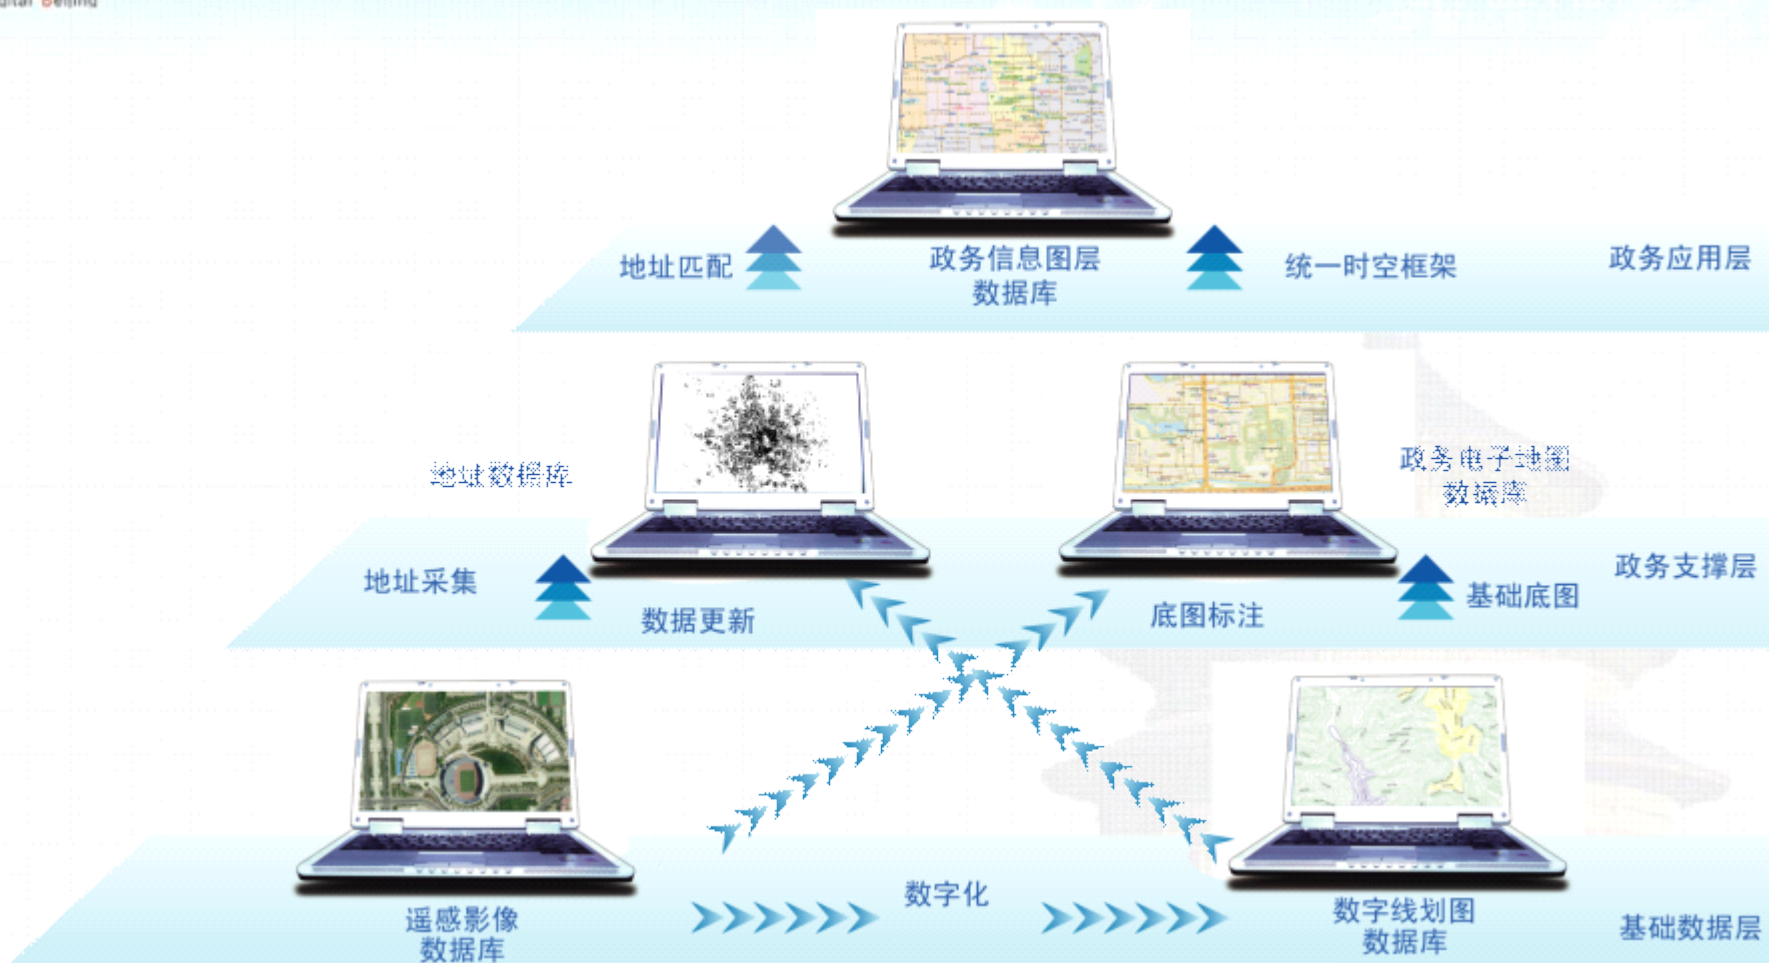 Digital Beijing
地址匹配
政务信息图层
数据库
统一时空框架
政务应用层
地址数据库
政务电子地图
数据库
地址采集
数据更新
底图标注
基础底图
政务支撑层
数字化
遥感影像
数据库
数字线划图
数据库
基础数据层